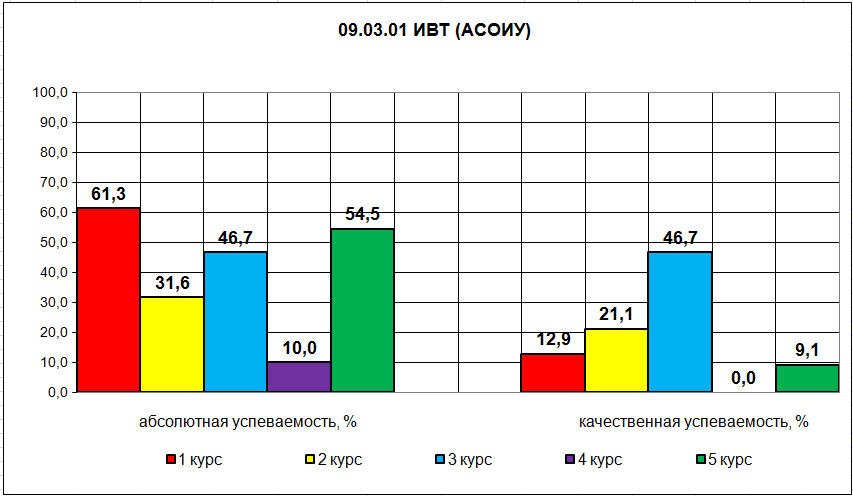 09.03.01 ИВТ (АСОИУ)
100,0
90,0
80,0
70,0
60,0
50,0
40,0
30,0
20,0
10,0
0,0
61,3
31,6
46,7
10,0
54,5
12,9
21,1
46,7
0,0
9,1
абсолютная успеваемость, %
качественная успеваемость, %
1 курс
2 курс
3 курс
4 курс
5 курс